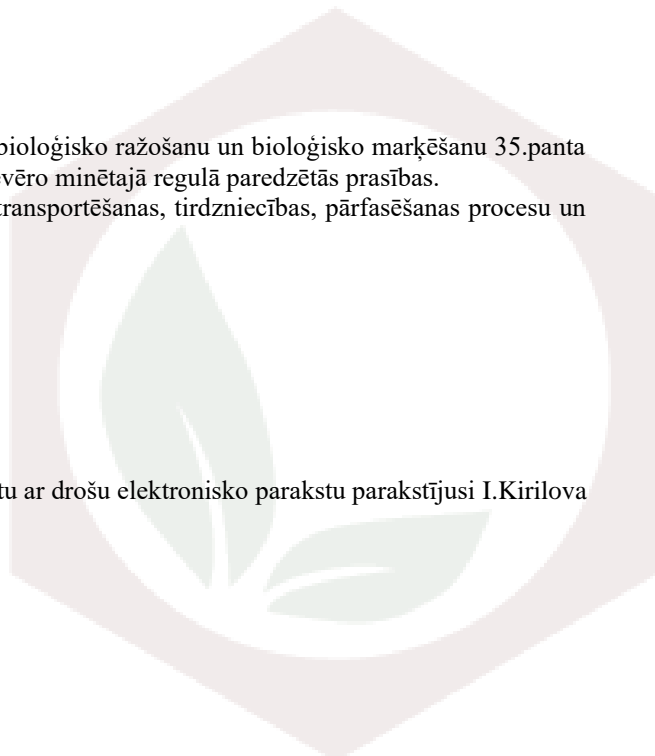 bioloģisko ražošanu un bioloģisko marķēšanu 35.panta
vēro minētajā regulā paredzētās prasības.
transportēšanas, tirdzniecības, pārfasēšanas procesu un
tu ar drošu elektronisko parakstu parakstījusi I.Kirilova